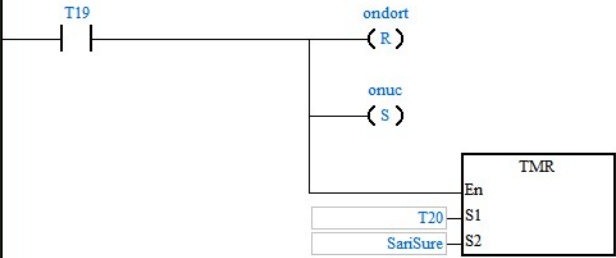 T19
ondort
( R )
onuc
( S )
TMR
En
T20 S1
SariSure S2